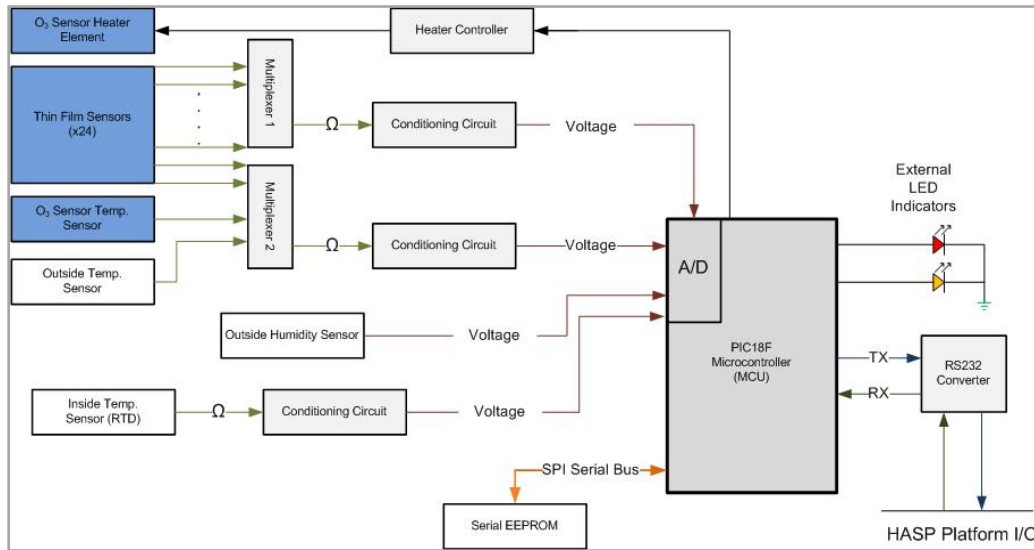 O₃ Sensor Heater
Element
Heater Controller
Thin Film Sensors
(x24)
Multiplexer 1
Ω
Conditioning Circuit
Voltage
O₃ Sensor Temp.
Sensor
Multiplexer 2
Ω
Conditioning Circuit
Voltage
Outside Temp.
Sensor
A/D
External
LED
Indicators
Outside Humidity Sensor
Voltage
PIC18F
Microcontroller
(MCU)
TX
RX
RS232
Converter
Inside Temp.
Sensor (RTD)
Ω
Conditioning Circuit
Voltage
SPI Serial Bus
Serial EEPROM
HASP Platform I/O